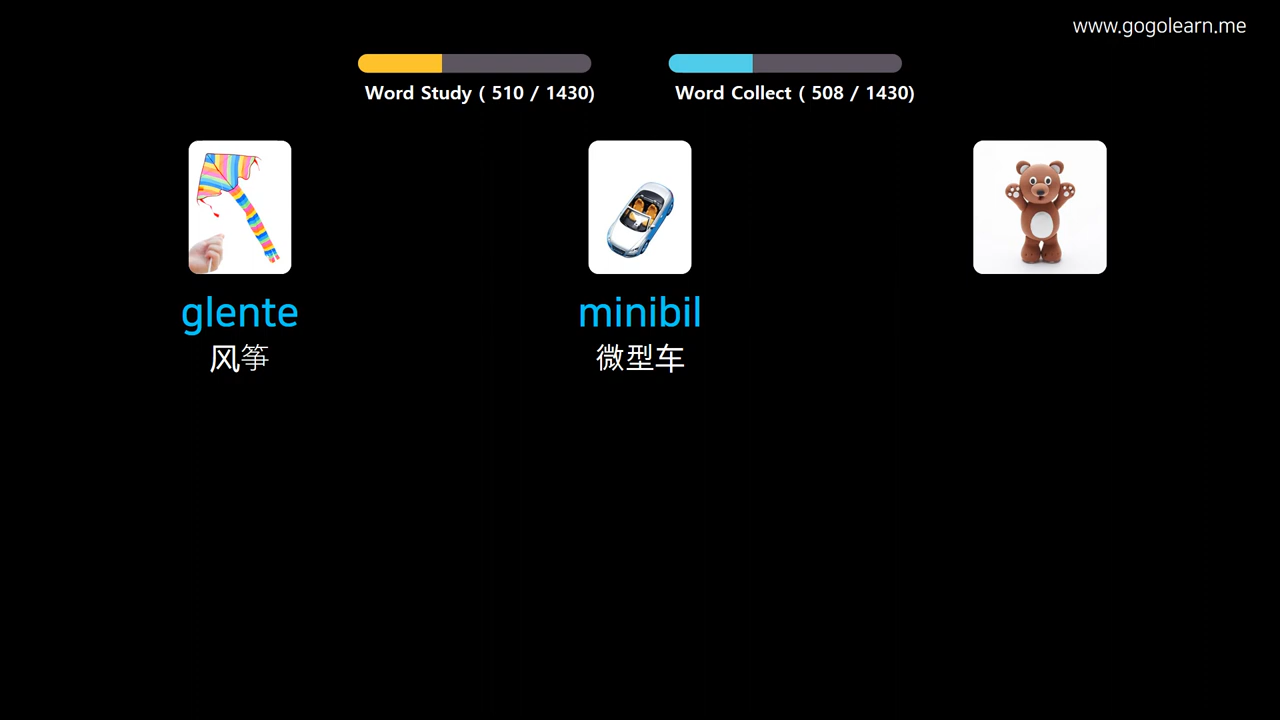 www.gogolearn.me
Word Study ( 510 / 1430)
Word Collect ( 508 / 1430)
glente
minibil
风筝
微型车